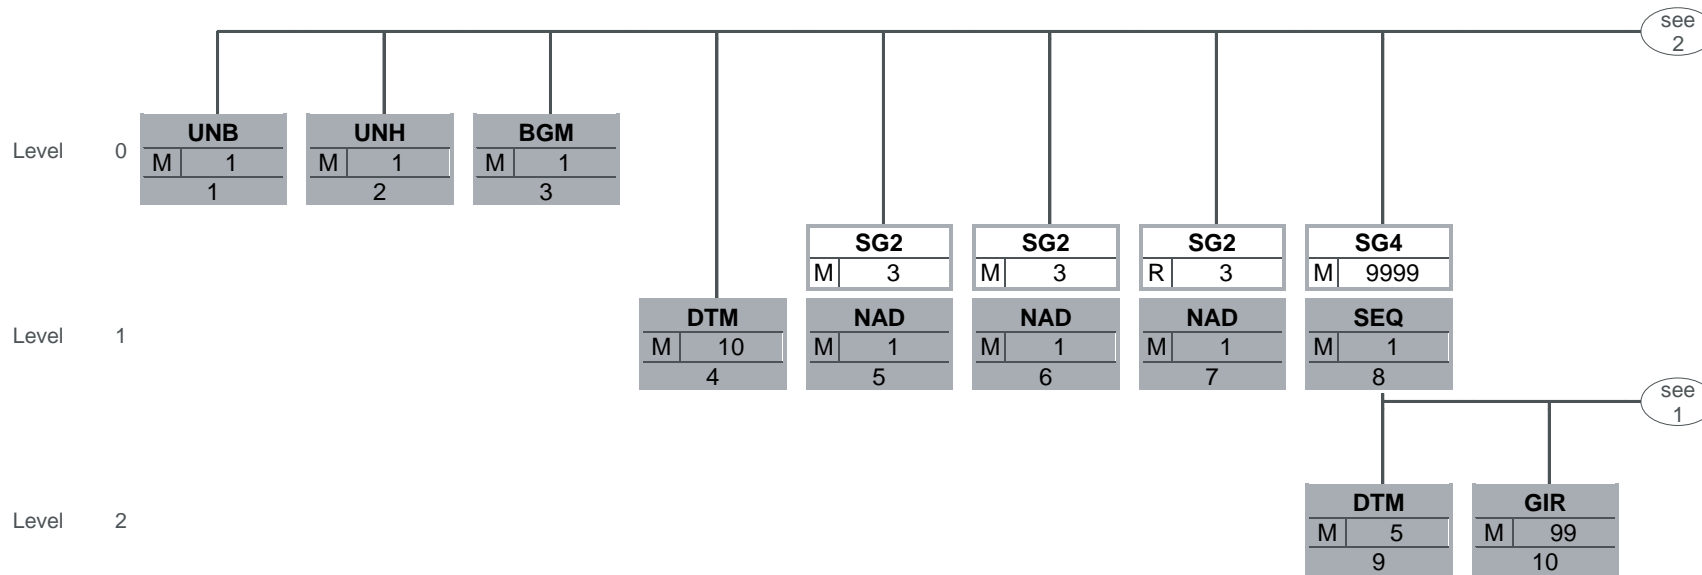 see
2
UNB UNH BGM
Level 0 M 1 M 1 M 1
1 2 3
SG2 SG2 SG2 SG4
M 3 M 3 R 3 M 9999
DTM NAD NAD NAD SEQ
Level 1 M 10 M 1 M 1 M 1 M 1
4 5 6 7 8
see
1
DTM GIR
Level 2 M 5 M 99
9 10